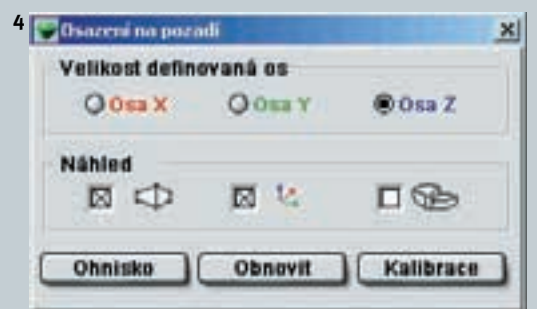 4
Osazení na pozadí
Velikost definovaná os
Osa X Osa Y Osa Z
Náhled
Ohnisko Obnovit Kalibrace